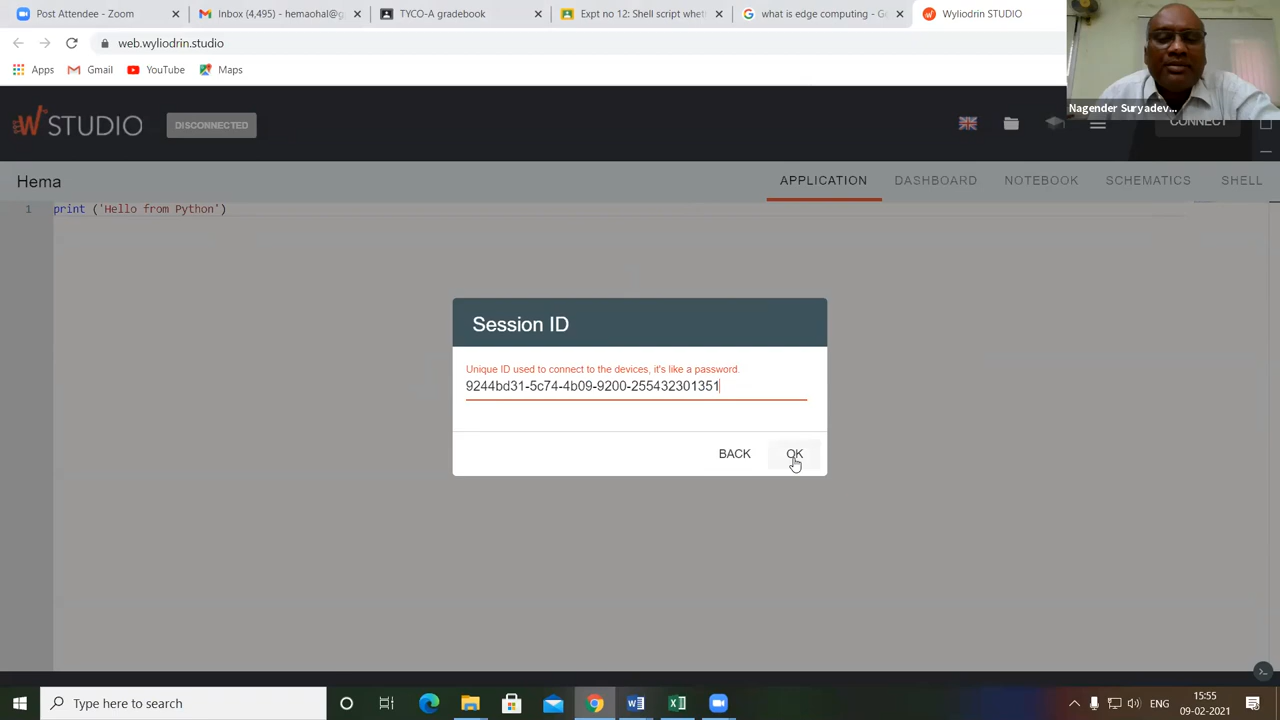 Post Attendee - Zoom
Inbox (4,495) - hemaohal@g
TYCO-A gradebook
Expt no 12: Shell script whet
what is edge computing - Go
Wyliodrin STUDIO
web.wyliodrin.studio
Apps
Gmail
YouTube
Maps
Nagender Suryadev...
STUDIO
DISCONNECTED
CONNECT
Hema
APPLICATION
DASHBOARD
NOTEBOOK
SCHEMATICS
SHELL
1 print ('Hello from Python')
Session ID
Unique ID used to connect to the devices, it's like a password.
9244bd31-5c74-4b09-9200-255432301351
BACK
OK
Type here to search
ENG
15:55
09-02-2021